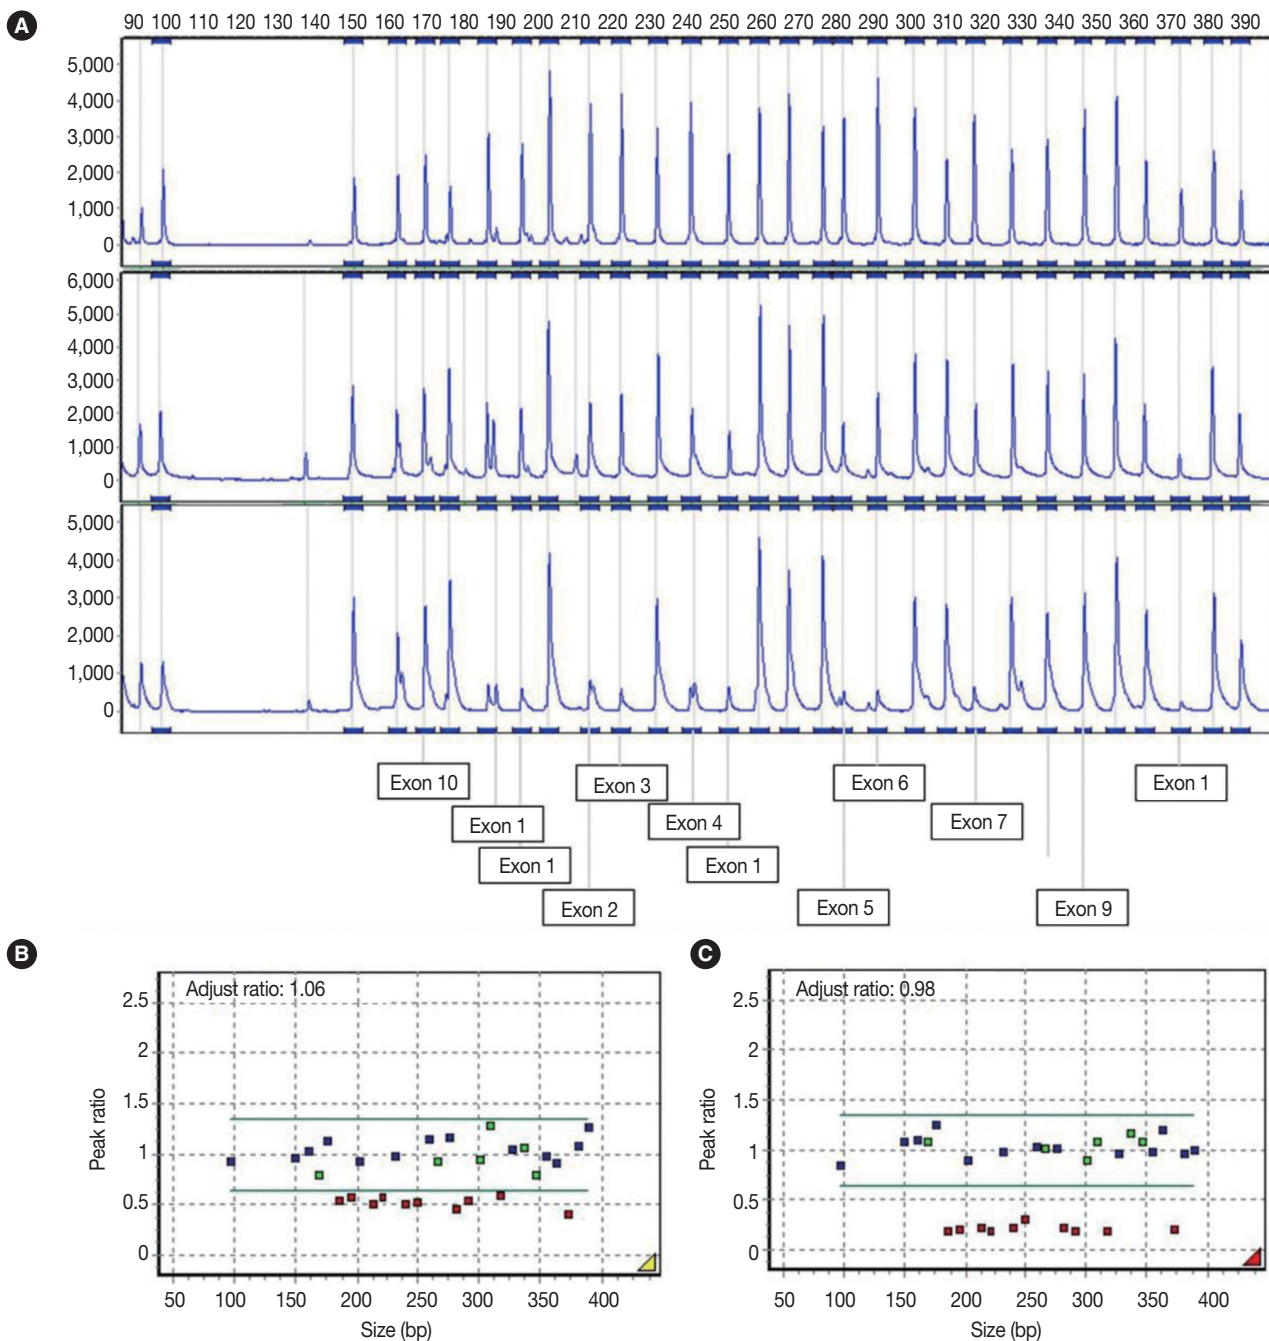 A
90 100 110 120 130 140 150 160 170 180 190 200 210 220 230 240 250 260 270 280 290 300 310 320 330 340 350 360 370 380 390
5,000
4,000
3,000
2,000
1,000
0
6,000
5,000
4,000
3,000
2,000
1,000
0
5,000
4,000
3,000
2,000
1,000
0
Exon 10
Exon 3
Exon 6
Exon 1
Exon 1
Exon 4
Exon 7
Exon 1
Exon 1
Exon 2
Exon 5
Exon 9
B
Adjust ratio: 1.06
2.5
2
1.5
1
0.5
0
Peak ratio
50 100 150 200 250 300 350 400
Size (bp)
C
Adjust ratio: 0.98
2.5
2
1.5
1
0.5
0
Peak ratio
50 100 150 200 250 300 350 400
Size (bp)